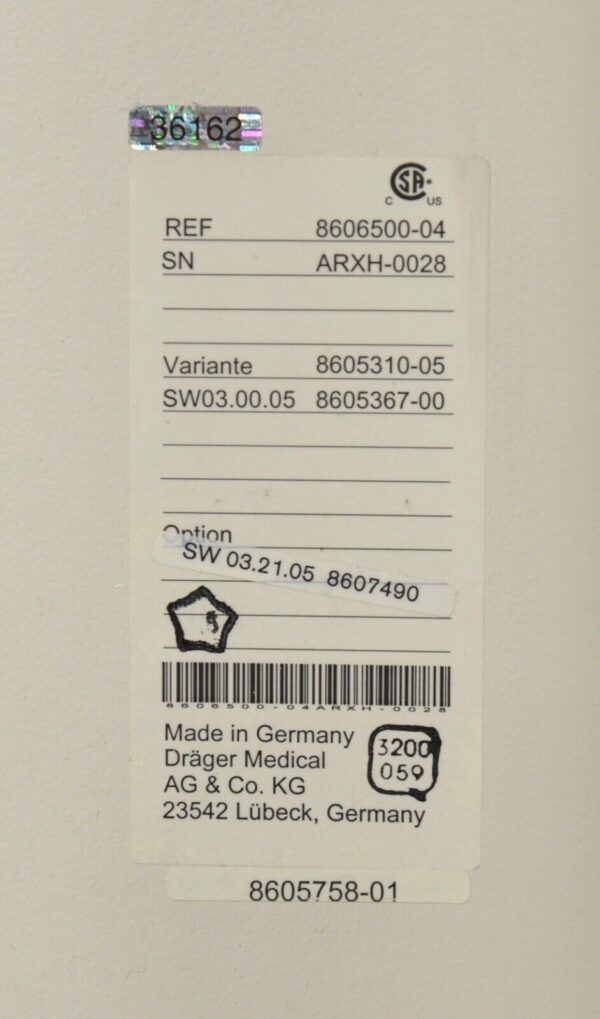 36162
CSA
C US
REF 8606500-04
SN ARXH-0028
Variante 8605310-05
SW03.00.05 8605367-00
Option
SW 03.21.05 8607490
8606500-04ARXH-0028
Made in Germany
Dräger Medical
AG & Co. KG
23542 Lübeck, Germany
3200
059
8605758-01